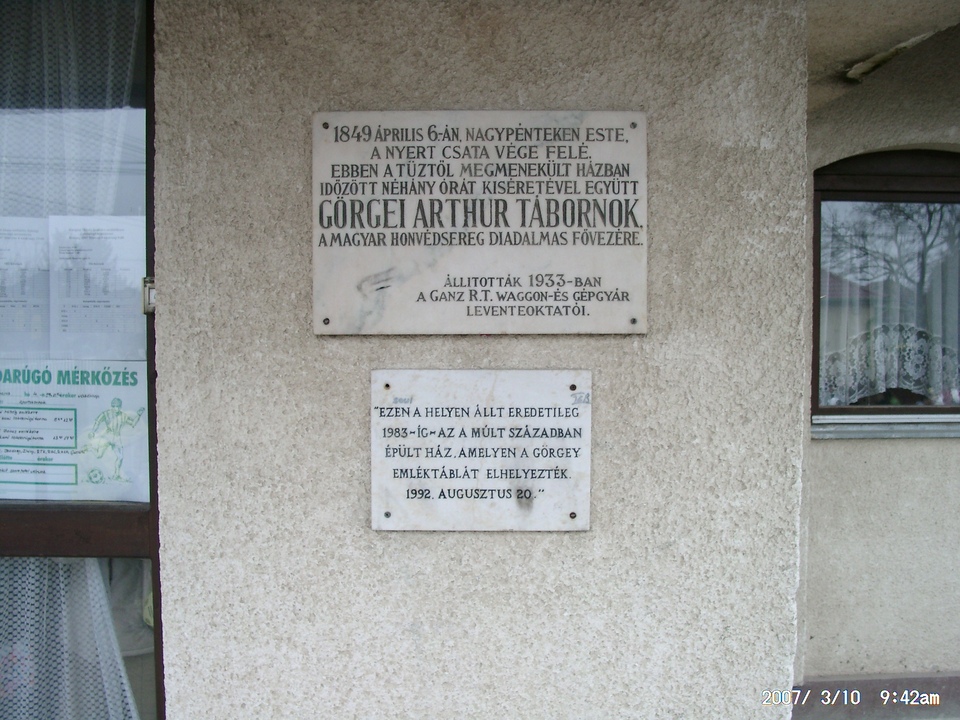 1849 ÁPRILIS 6-ÁN, NAGYPÉNTEKEN ESTE,
A NYERT CSATA VÉGE FELÉ,
EBBEN A TŰZTŐL MEGMENEKÜLT HÁZBAN
IDŐZÖTT NÉHÁNY ÓRÁT KISÉRETÉVEL EGYÜTT
GÖRGEI ARTHUR TÁBORNOK,
A MAGYAR HONVÉDSEREG DIADALMAS FŐVEZÉRE.
ÁLLITOTTÁK 1933-BAN
A GANZ R.T. WAGGON-ÉS GÉPGYÁR
LEVENTEOKTATÓI.
"EZEN A HELYEN ÁLLT EREDETILEG
1983-ÍG-AZ A MÚLT SZÁZADBAN
ÉPÜLT HÁZ, AMELYEN A GÖRGEY
EMLÉKTÁBLÁT ELHELYEZTÉK.
1992. AUGUSZTUS 20."
DARÚGÓ MÉRKŐZÉS
2007/ 3/10 9:42am